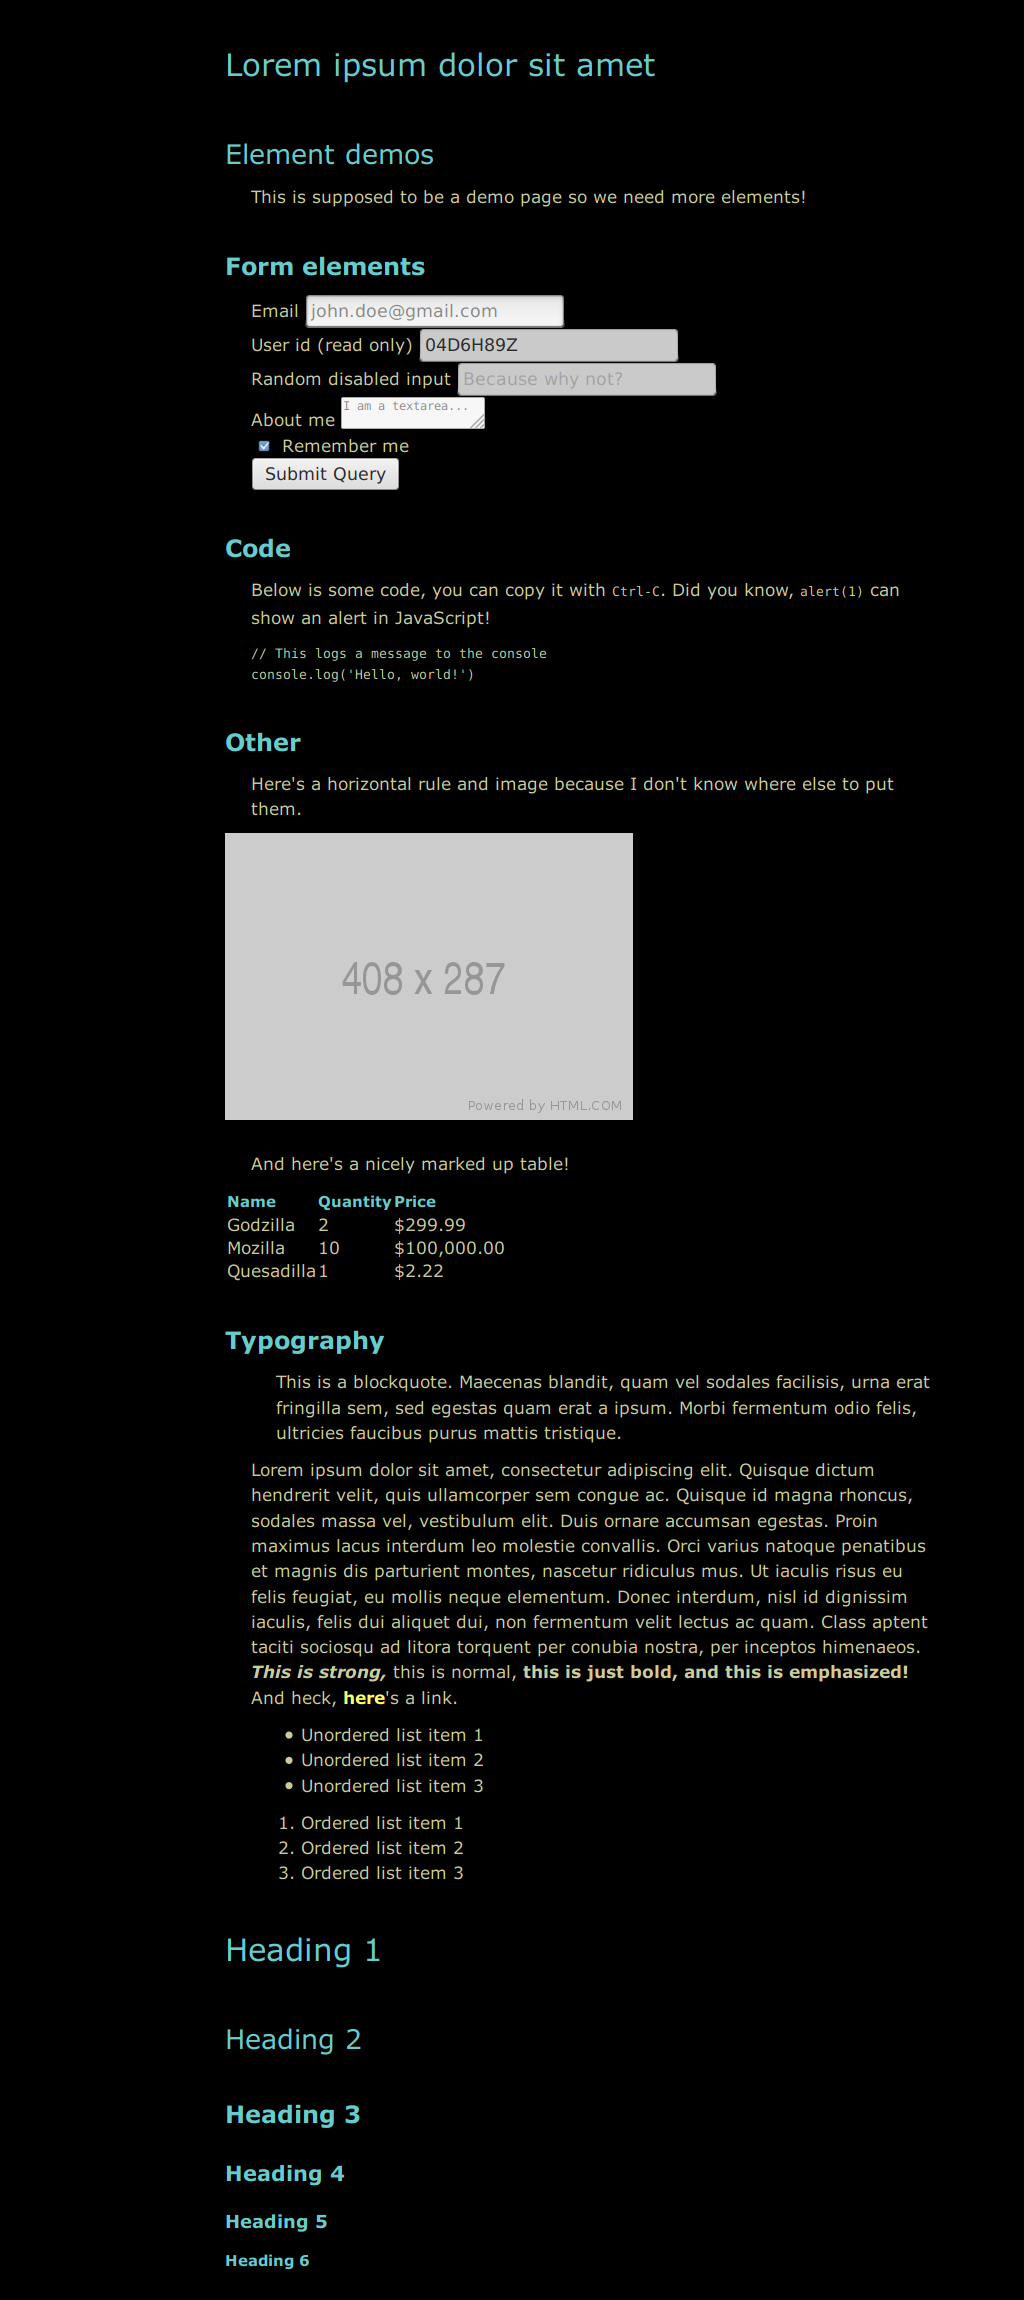 Lorem ipsum dolor sit amet
Element demos
This is supposed to be a demo page so we need more elements!
Form elements
Email john.doe@gmail.com
User id (read only) 04D6H89Z
Random disabled input Because why not?
About me I am a textarea...
Remember me
Submit Query
Code
Below is some code, you can copy it with Ctrl-C. Did you know, alert(1) can
show an alert in JavaScript!
// This logs a message to the console
console.log('Hello, world!')
Other
Here's a horizontal rule and image because I don't know where else to put
them.
408 x 287
Powered by HTML.COM
And here's a nicely marked up table!
Name Quantity Price
Godzilla 2 $299.99
Mozilla 10 $100,000.00
Quesadilla 1 $2.22
Typography
This is a blockquote. Maecenas blandit, quam vel sodales facilisis, urna erat
fringilla sem, sed egestas quam erat a ipsum. Morbi fermentum odio felis,
ultricies faucibus purus mattis tristique.
Lorem ipsum dolor sit amet, consectetur adipiscing elit. Quisque dictum
hendrerit velit, quis ullamcorper sem congue ac. Quisque id magna rhoncus,
sodales massa vel, vestibulum elit. Duis ornare accumsan egestas. Proin
maximus lacus interdum leo molestie convallis. Orci varius natoque penatibus
et magnis dis parturient montes, nascetur ridiculus mus. Ut iaculis risus eu
felis feugiat, eu mollis neque elementum. Donec interdum, nisl id dignissim
iaculis, felis dui aliquet dui, non fermentum velit lectus ac quam. Class aptent
taciti sociosqu ad litora torquent per conubia nostra, per inceptos himenaeos.
This is strong, this is normal, this is just bold, and this is emphasized!
And heck, here's a link.
• Unordered list item 1
• Unordered list item 2
• Unordered list item 3
1. Ordered list item 1
2. Ordered list item 2
3. Ordered list item 3
Heading 1
Heading 2
Heading 3
Heading 4
Heading 5
Heading 6